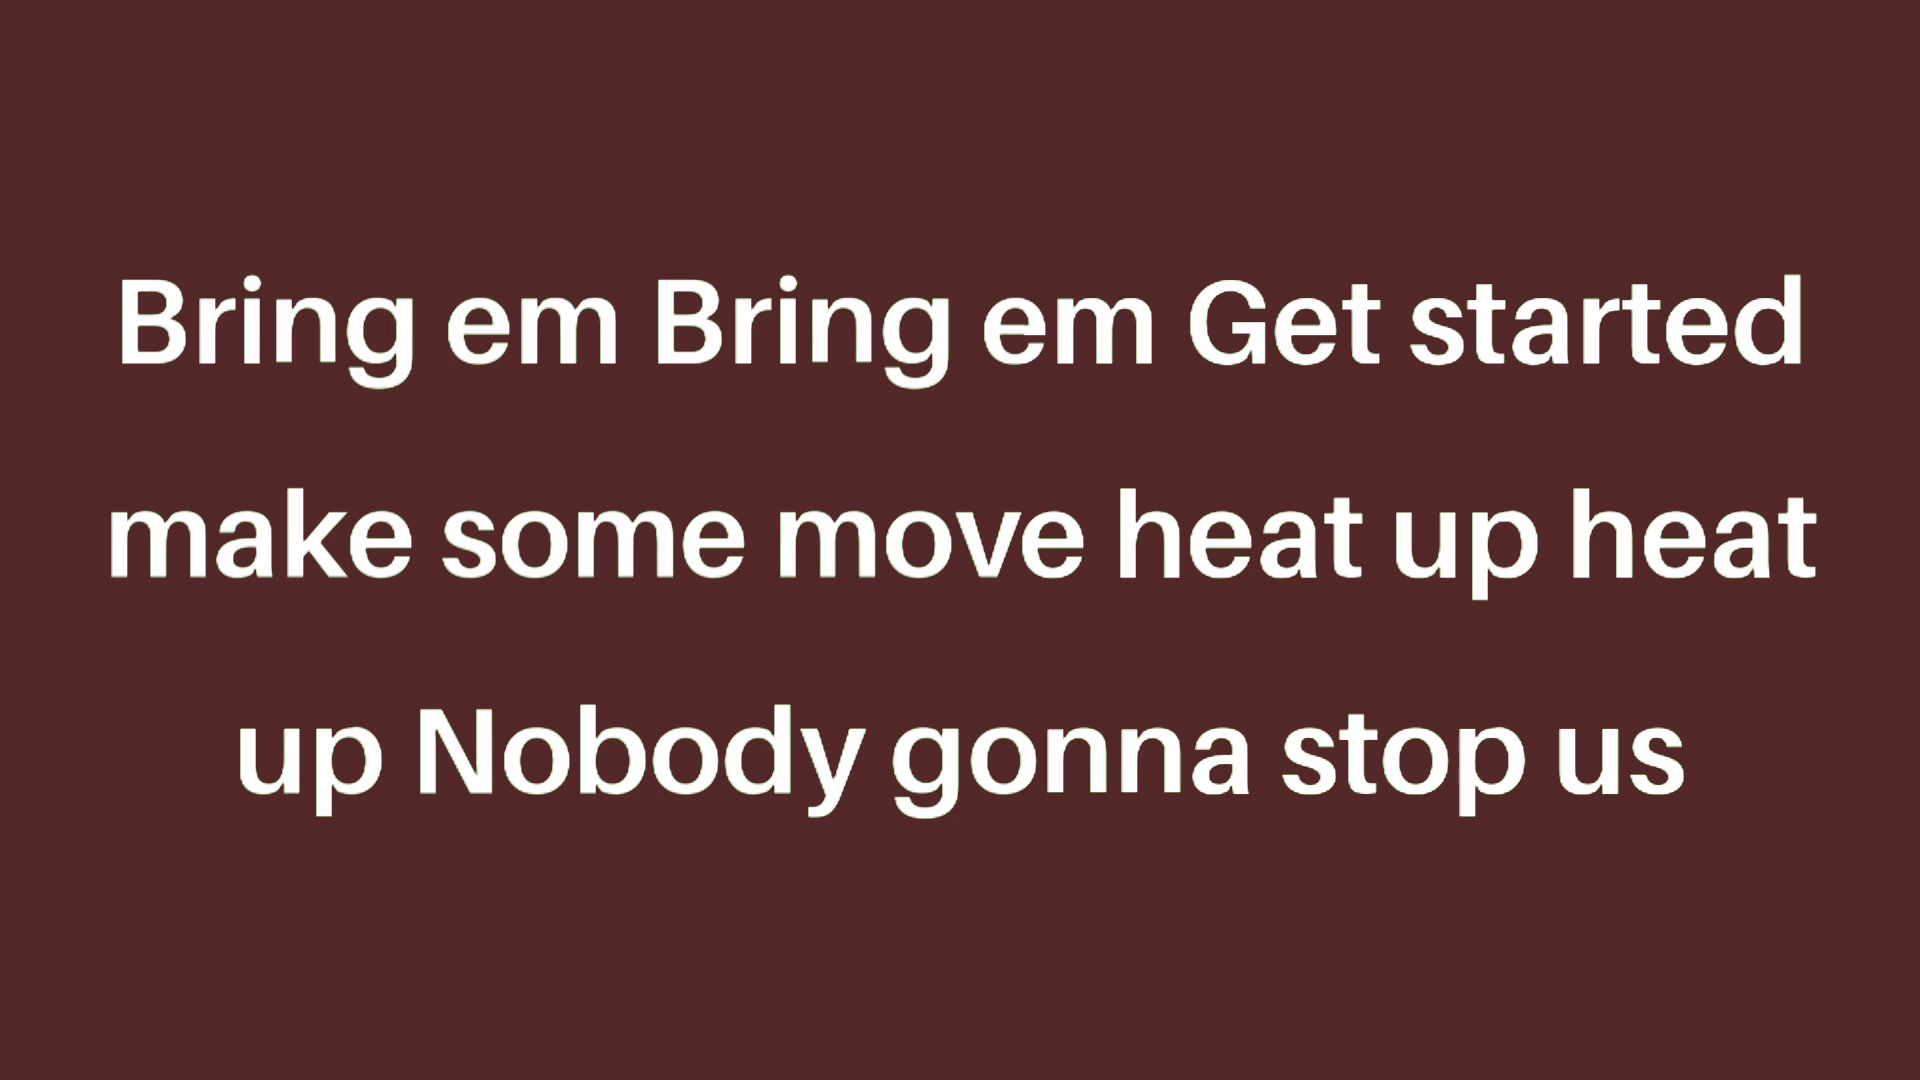 Bring em Bring em Get started
make some move heat up heat
up Nobody gonna stop us